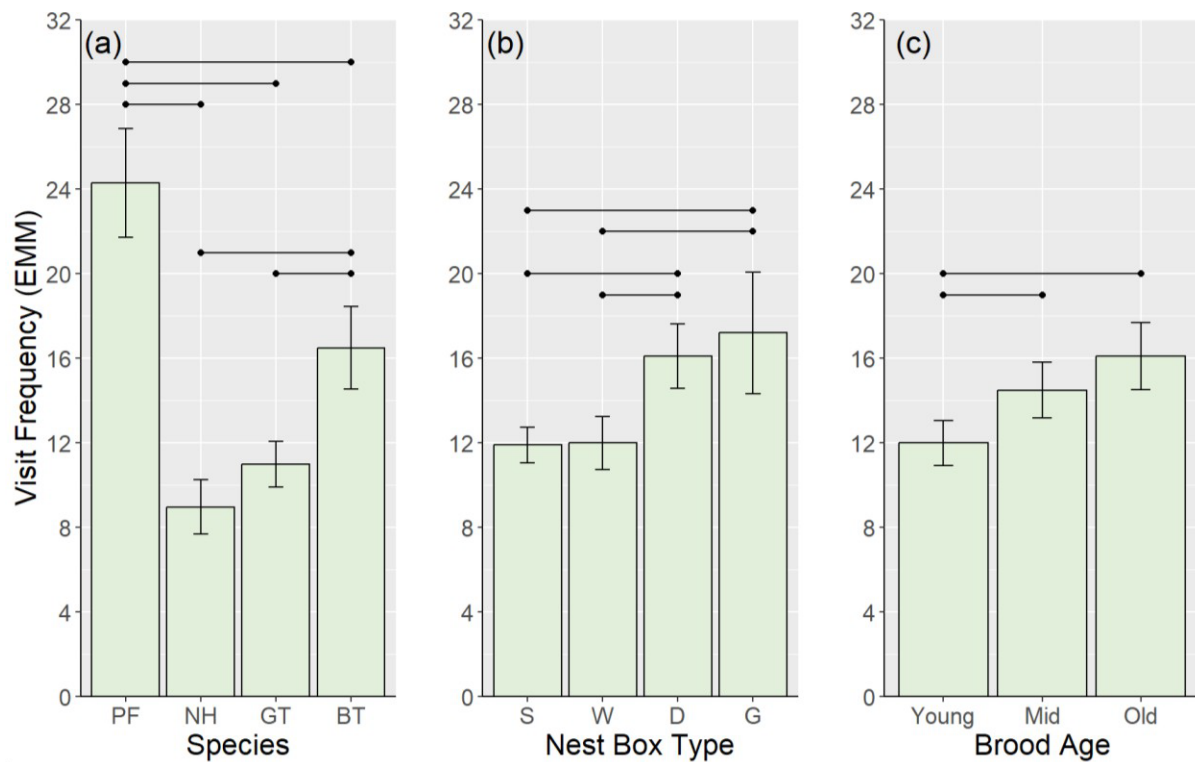 (a)
32
28
24
20
16
12
8
4
0
Visit Frequency (EMM)
PF NH GT BT
Species
(b)
32
28
24
20
16
12
8
4
0
S W D G
Nest Box Type
(c)
32
28
24
20
16
12
8
4
0
Young Mid Old
Brood Age